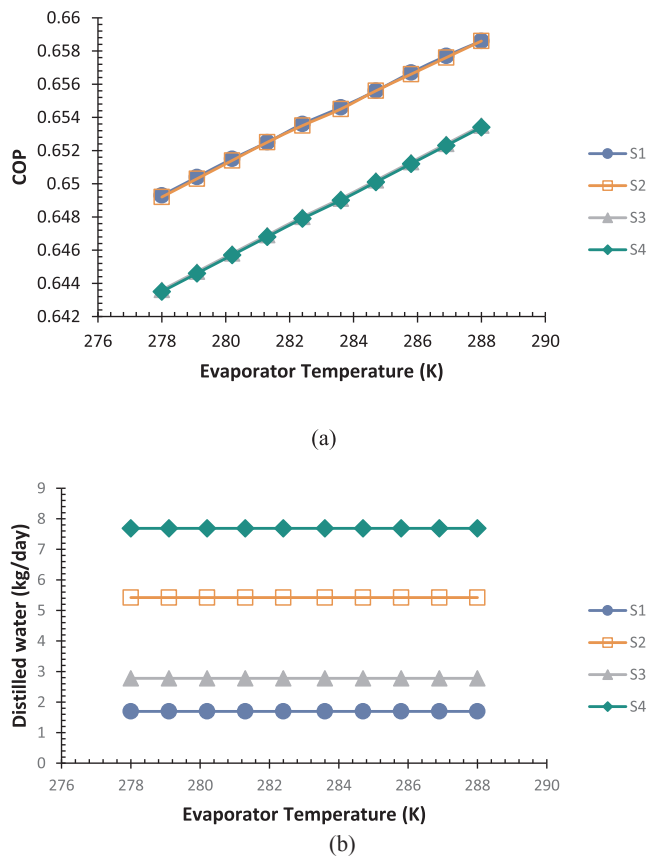 0.66
0.658
0.656
0.654
0.652
0.65
0.648
0.646
0.644
0.642
COP
276 278 280 282 284 286 288 290
Evaporator Temperature (K)
S1
S2
S3
S4
(a)
9
8
7
6
5
4
3
2
1
0
Distilled water (kg/day)
276 278 280 282 284 286 288 290
Evaporator Temperature (K)
S1
S2
S3
S4
(b)